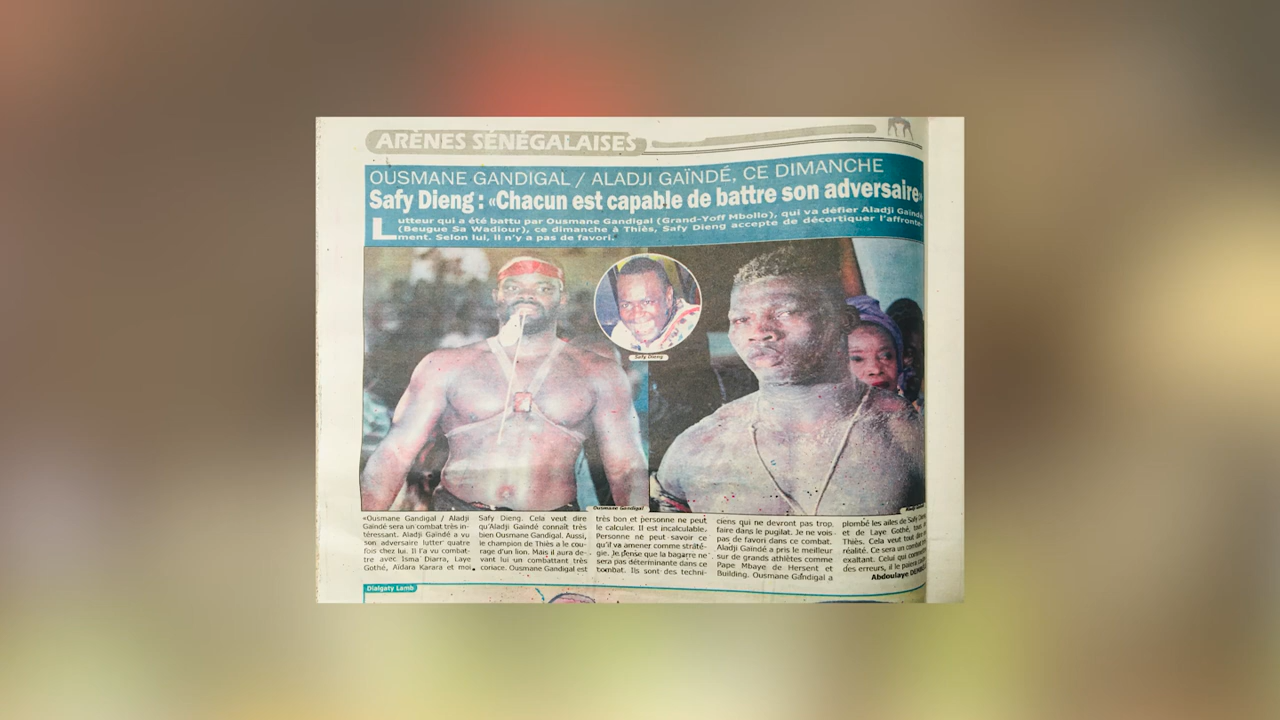 ARÈNES SÉNÉGALAISES
OUSMANE GANDIGAL / ALADJI GAÏNDÉ, CE DIMANCHE
Safy Dieng : «Chacun est capable de battre son adversaire»
Lutteur qui a été battu par Ousmane Gandigal (Grand-Yoff Mbollo), qui va défier Aladji Gaïndé
(Beugue Sa Wadiour), ce dimanche à Thiès, Safy Dieng accepte de décortiquer l'affronte-
ment. Selon lui, il n'y a pas de favori.
Safy Dieng
Ousmane Gandigal
«Ousmane Gandigal / Aladji
Gaïndé sera un combat très in-
téressant. Aladji Gaïndé a vu
son adversaire lutter quatre
fois chez lui. Il l'a vu combat-
tre avec Isma Diarra, Laye
Gothé, Aïdara Karara et moi,
Safy Dieng. Cela veut dire
qu'Aladji Gaïndé connaît très
bien Ousmane Gandigal. Aussi,
le champion de Thiès a le cou-
rage d'un lion. Mais il aura de-
vant lui un combattant très
coriace. Ousmane Gandigal est
très bon et personne ne peut
le calculer. Il est incalculable.
Personne ne peut savoir ce
qu'il va amener comme straté-
gie. Je pense que la bagarre ne
sera pas déterminante dans ce
combat. Ils sont des techni-
ciens qui ne devront pas trop
faire dans le pugilat. Je ne vois
pas de favori dans ce combat.
Aladji Gaïndé a pris le meilleur
sur de grands athlètes comme
Pape Mbaye de Hersent et
Building. Ousmane Gandigal a
plombé les ailes de Safy
et de Laye Gothé,
Thiès. Cela veut tout
réalité. Ce sera un combat
exaltant. Celui qui
des erreurs, il le
Abdoulaye
Dialgaty Lamb